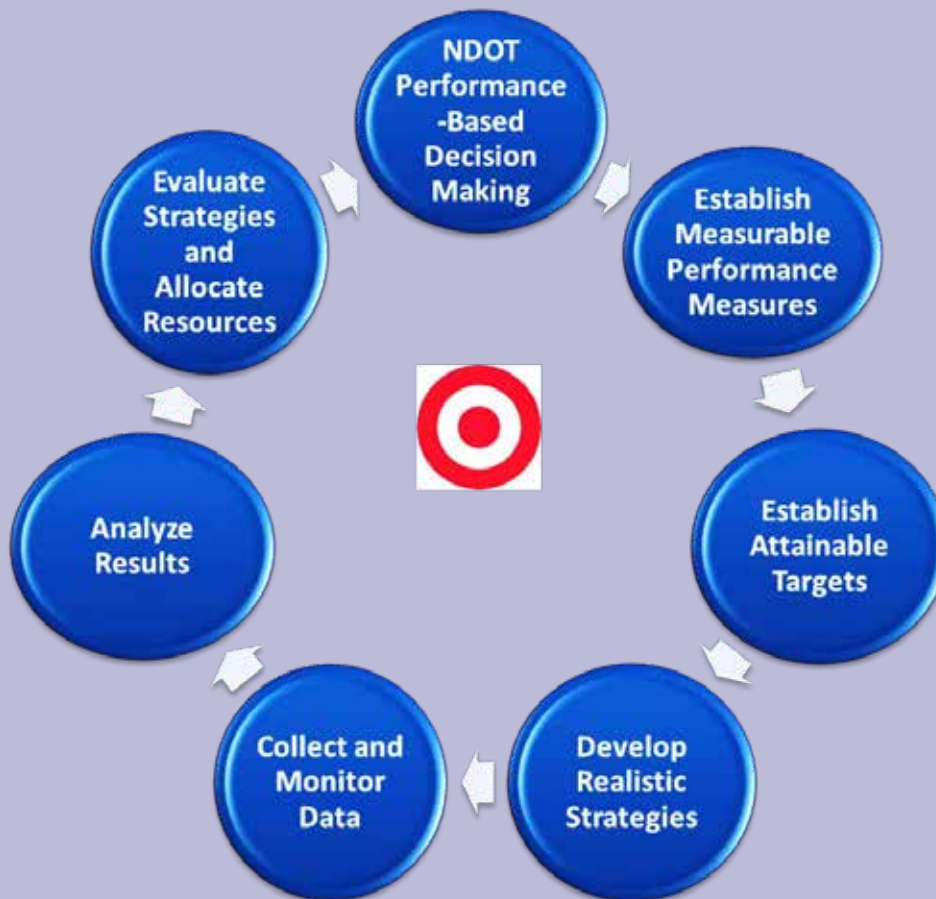 NDOT
Performance
-Based
Decision
Making
Establish
Measurable
Performance
Measures
Establish
Attainable
Targets
Develop
Realistic
Strategies
Collect and
Monitor
Data
Analyze
Results
Evaluate
Strategies
and
Allocate
Resources